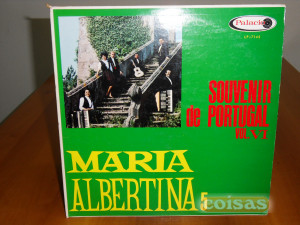 Palacio
SOUVENIR
de PORTUGAL
VOL. VI
MARIA
ALBERTINA
coisas